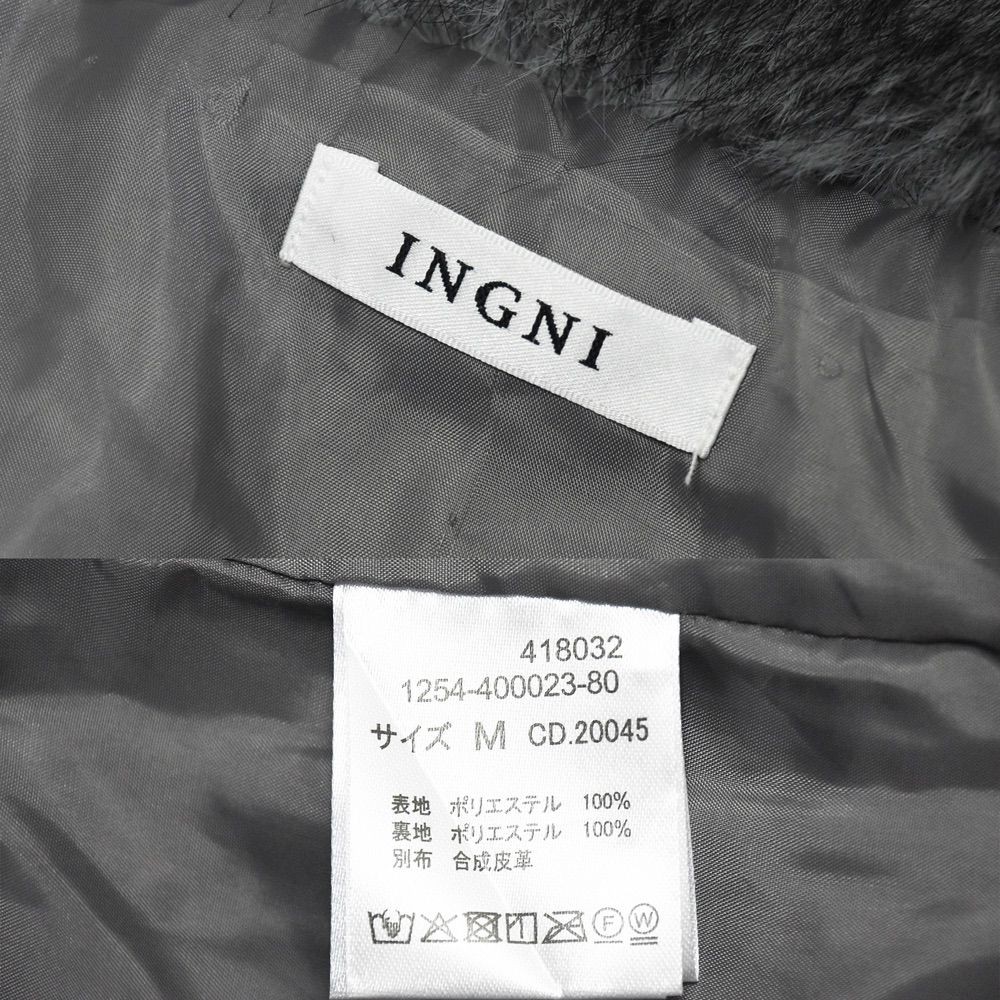 INGNI
418032
1254-400023-80
サイズ M CD.20045
表地 ポリエステル 100%
裏地 ポリエステル 100%
別布 合成皮革
F W